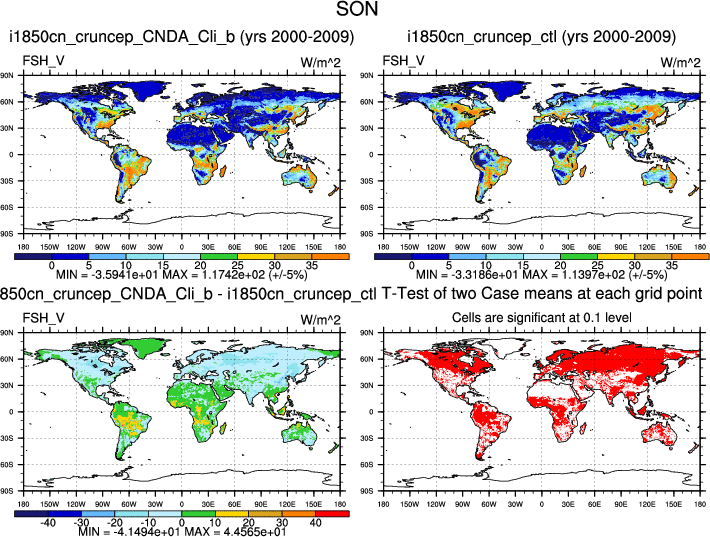 SON
i1850cn_cruncep_CNDA_Cli_b (yrs 2000-2009)
FSH_V W/m^2
90N
60N
30N
0
30S
60S
90S
180 150W 120W 90W 60W 30W 0 30E 60E 90E 120E 150E 180
0 5 10 15 20 25 30 35
MIN = -3.5941e+01 MAX = 1.1742e+02 (+/-5%)
i1850cn_cruncep_ctl (yrs 2000-2009)
FSH_V W/m^2
90N
60N
30N
0
30S
60S
90S
180 150W 120W 90W 60W 30W 0 30E 60E 90E 120E 150E 180
0 5 10 15 20 25 30 35
MIN = -3.3186e+01 MAX = 1.1397e+02 (+/-5%)
850cn_cruncep_CNDA_Cli_b - i1850cn_cruncep_ctl
FSH_V W/m^2
90N
60N
30N
0
30S
60S
90S
180 150W 120W 90W 60W 30W 0 30E 60E 90E 120E 150E 180
-40 -30 -20 -10 0 10 20 30 40
MIN = -4.1494e+01 MAX = 4.4565e+01
T-Test of two Case means at each grid point
Cells are significant at 0.1 level
90N
60N
30N
0
30S
60S
90S
180 150W 120W 90W 60W 30W 0 30E 60E 90E 120E 150E 180